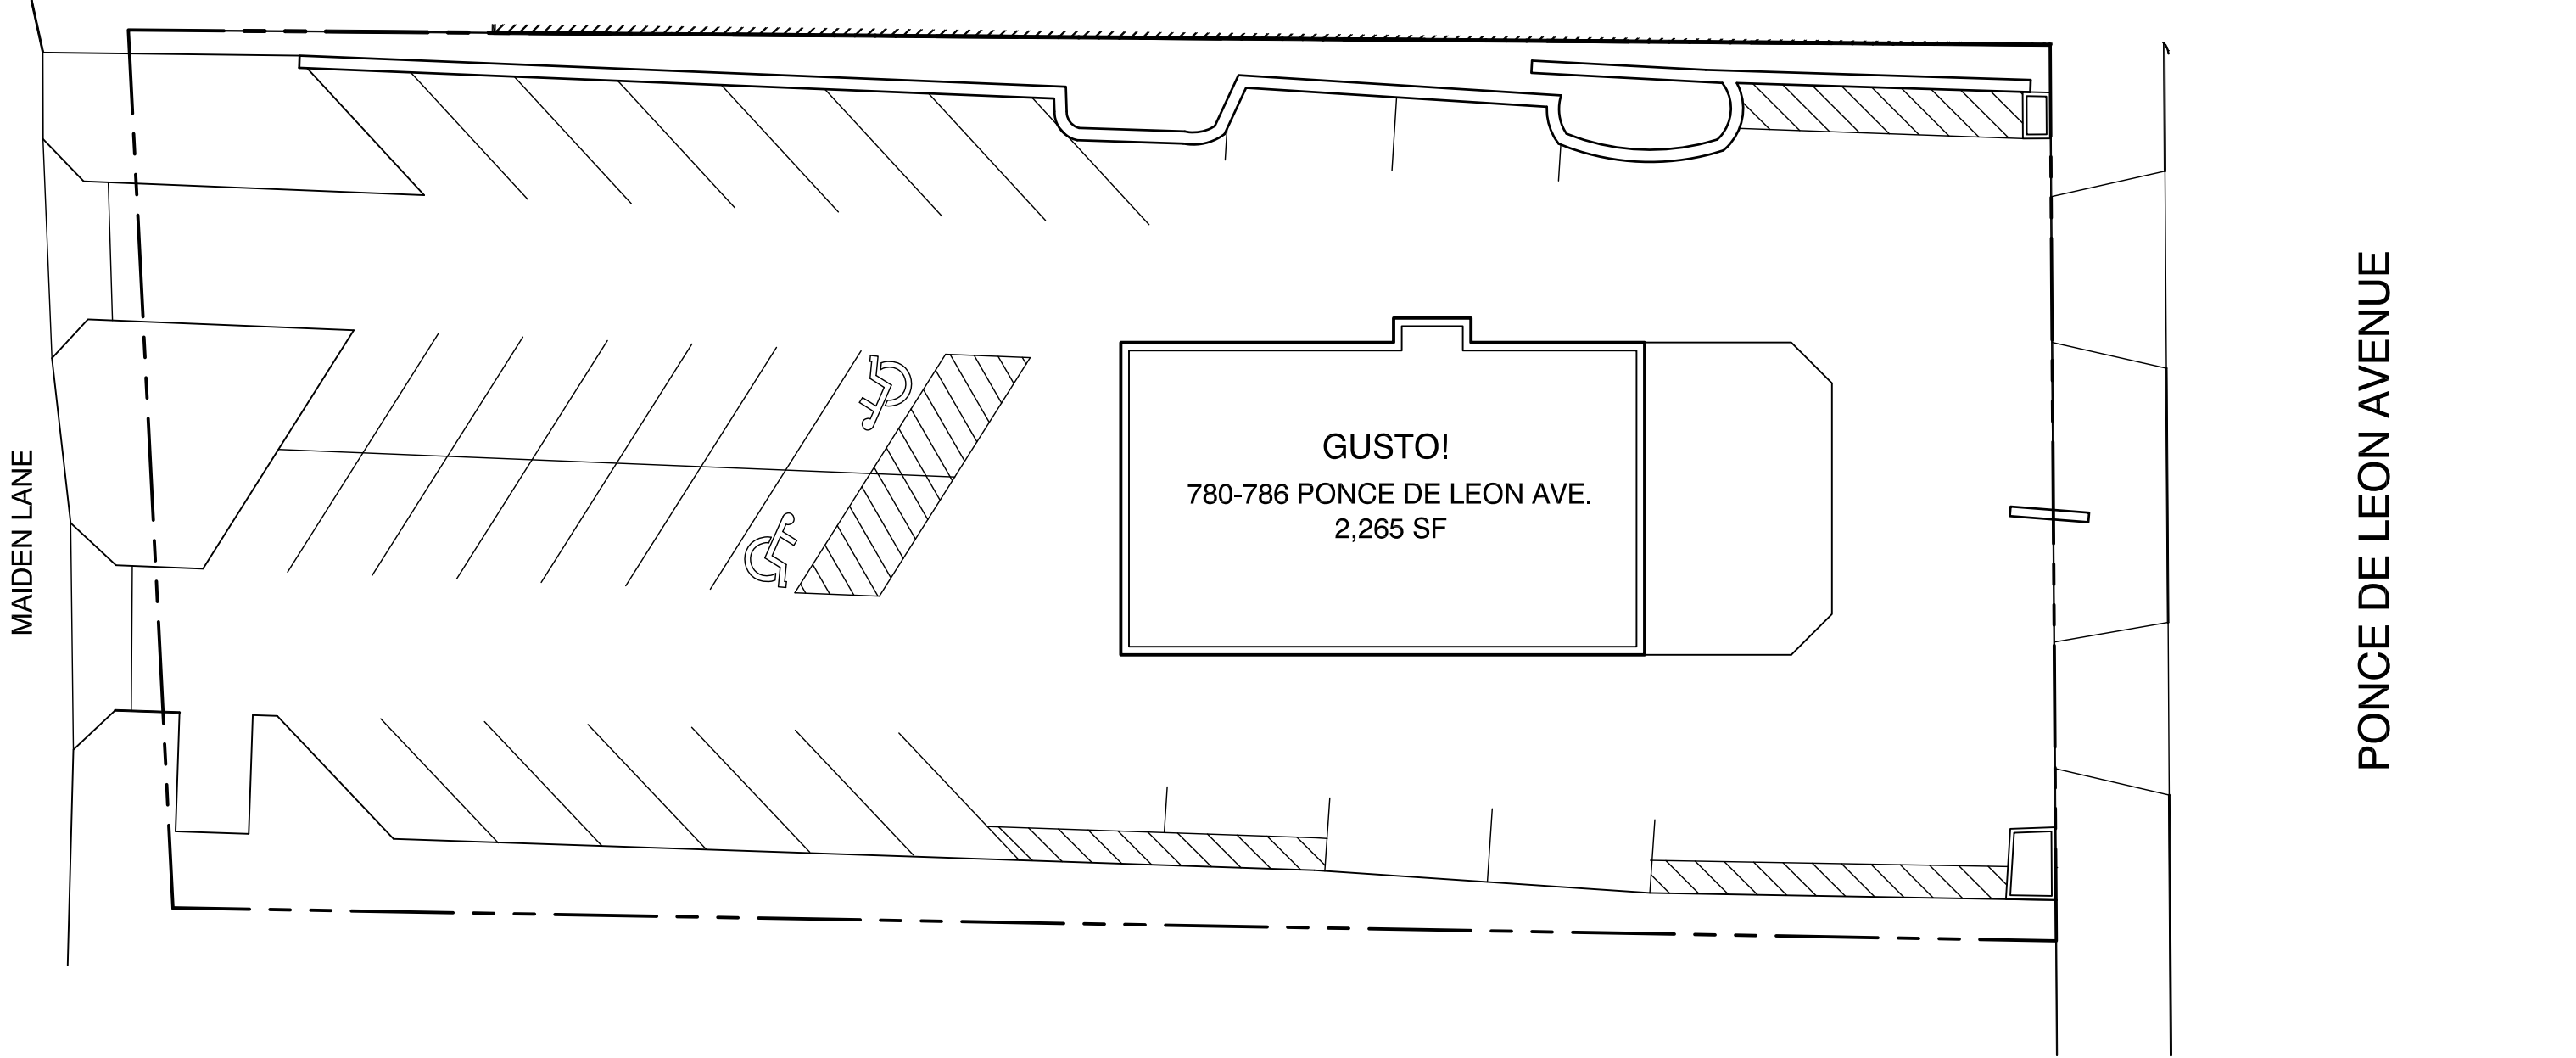 MAIDEN LANE
GUSTO!
780-786 PONCE DE LEON AVE.
2,265 SF
PONCE DE LEON AVENUE